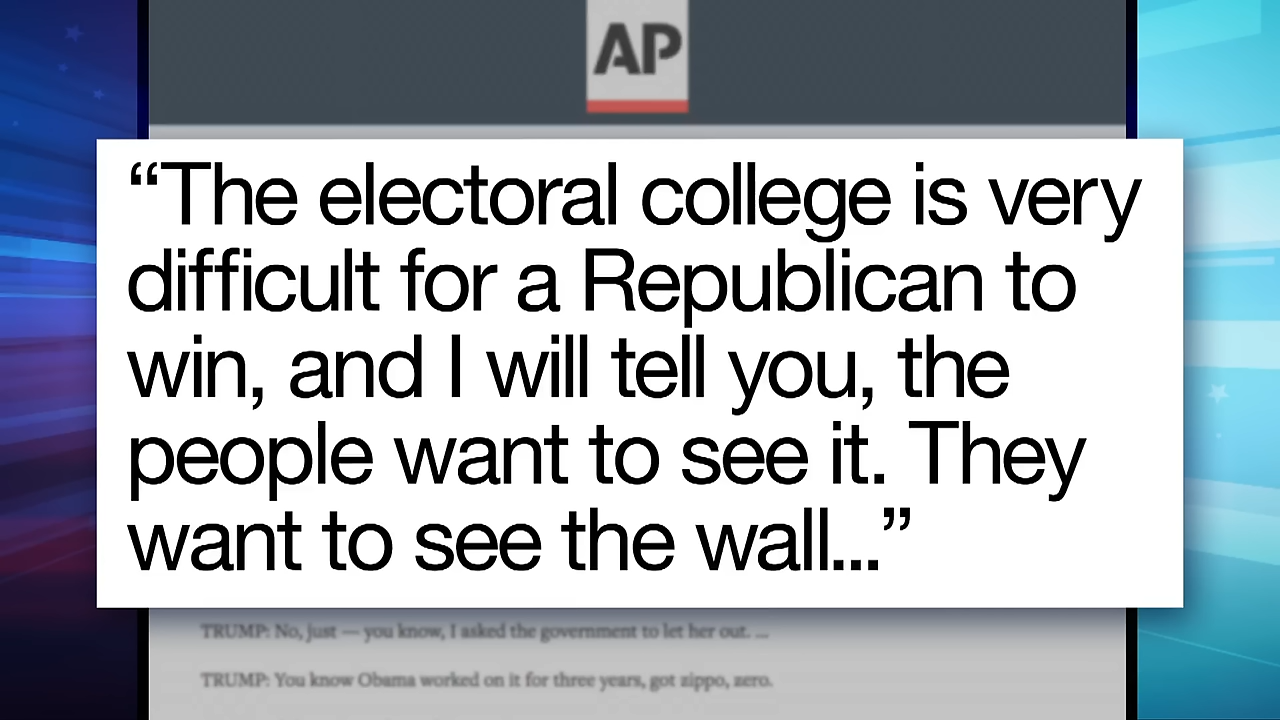 AP
“The electoral college is very
difficult for a Republican to
win, and I will tell you, the
people want to see it. They
want to see the wall...”
TRUMP: No, just — you know, I asked the government to let her out. ...
TRUMP: You know Obama worked on it for three years, got zippo, zero.